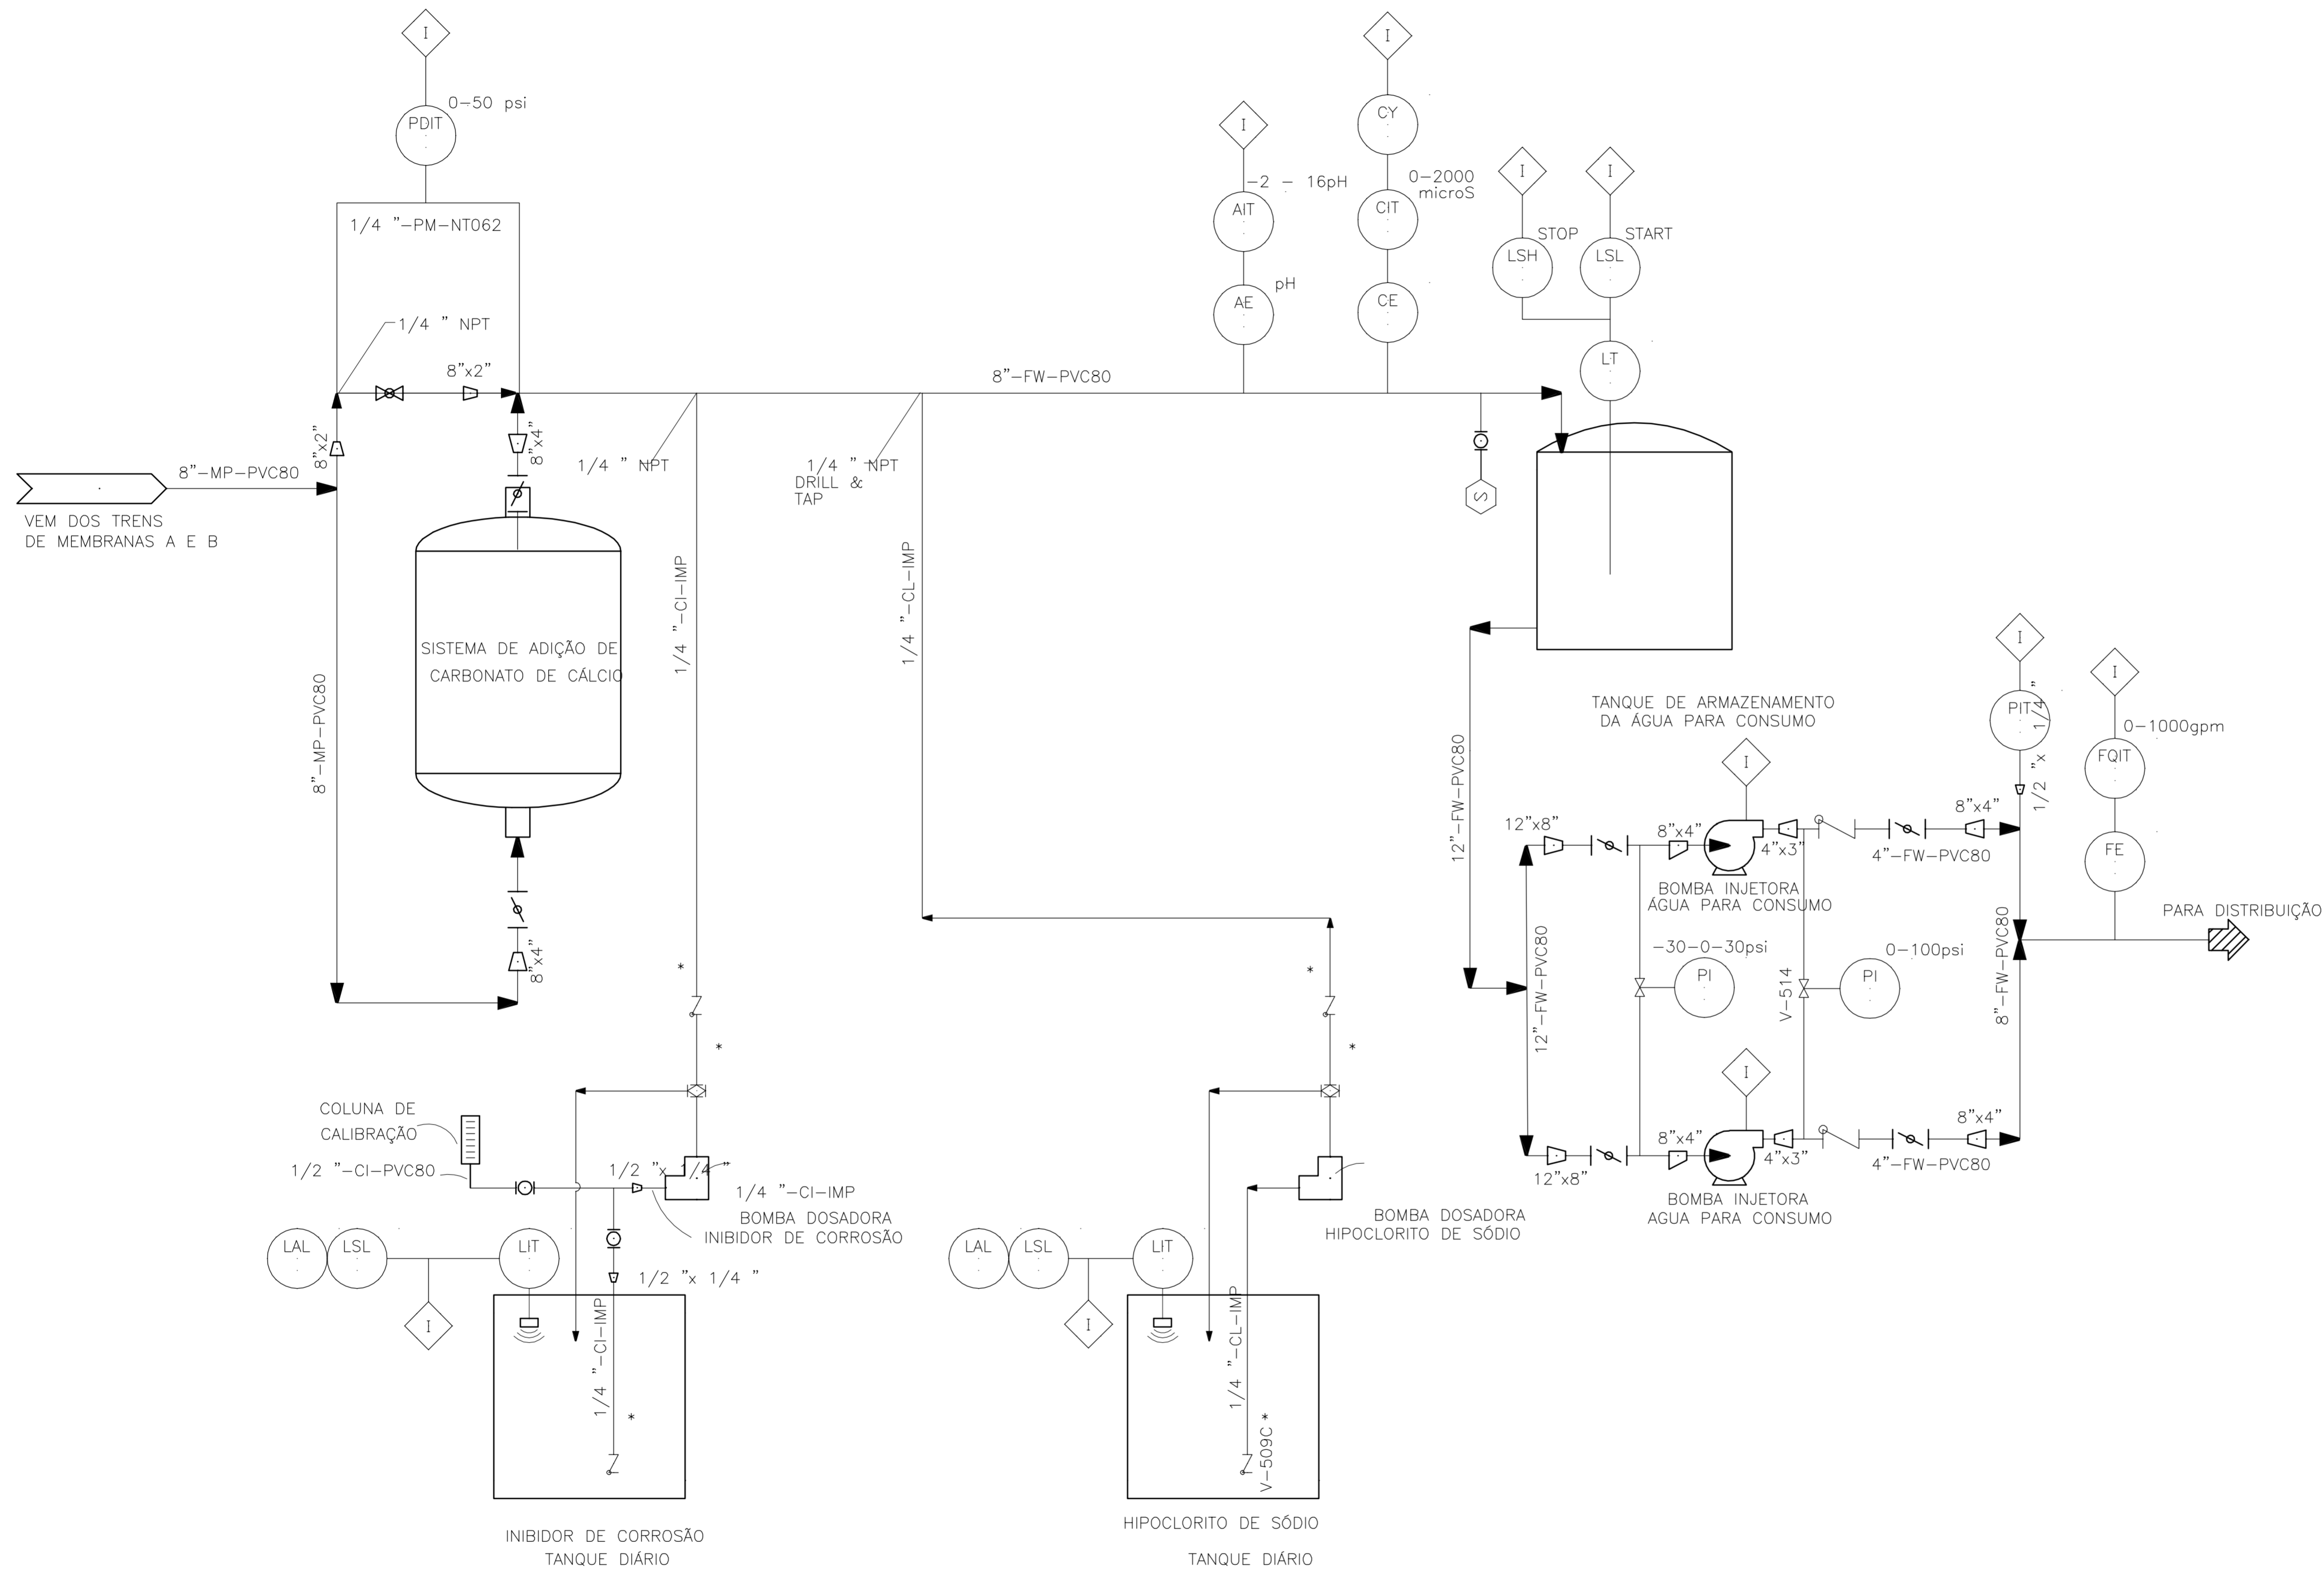 I
0-50 psi
PDIT
1/4 "-PM-NT062
1/4 " NPT
8"x2"
8"x2"
8"-MP-PVC80
VEM DOS TRENS
DE MEMBRANAS A E B
8"x4"
SISTEMA DE ADIÇÃO DE
CARBONATO DE CÁLCIO
8"-MP-PVC80
8"x4"
1/4 " NPT
1/4 "-CI-IMP
1/4 " NPT
DRILL &
TAP
1/4 "-CL-IMP
8"-FW-PVC80
I
-2 - 16pH
AIT
pH
AE
I
CY
0-2000
microS
CIT
CE
I
STOP
LSH
I
START
LSL
LT
S
TANQUE DE ARMAZENAMENTO
DA ÁGUA PARA CONSUMO
12"-FW-PVC80
12"-FW-PVC80
12"x8"
8"x4"
I
4"x3"
BOMBA INJETORA
ÁGUA PARA CONSUMO
8"x4"
4"-FW-PVC80
-30-0-30psi
PI
V-514
0-100psi
PI
12"x8"
8"x4"
I
4"x3"
BOMBA INJETORA
AGUA PARA CONSUMO
8"x4"
4"-FW-PVC80
I
PIT
1/2 "x 1/4 "
8"-FW-PVC80
I
0-1000gpm
FQIT
FE
PARA DISTRIBUIÇÃO
*
*
COLUNA DE
CALIBRAÇÃO
1/2 "-CI-PVC80
1/2 "x 1/4 "
1/4 "-CI-IMP
BOMBA DOSADORA
INIBIDOR DE CORROSÃO
LAL
LSL
LIT
I
1/2 "x 1/4 "
1/4 "-CI-IMP
*
INIBIDOR DE CORROSÃO
TANQUE DIÁRIO
*
*
BOMBA DOSADORA
HIPOCLORITO DE SÓDIO
LAL
LSL
LIT
I
1/4 "-CL-IMP
V-509C *
HIPOCLORITO DE SÓDIO
TANQUE DIÁRIO